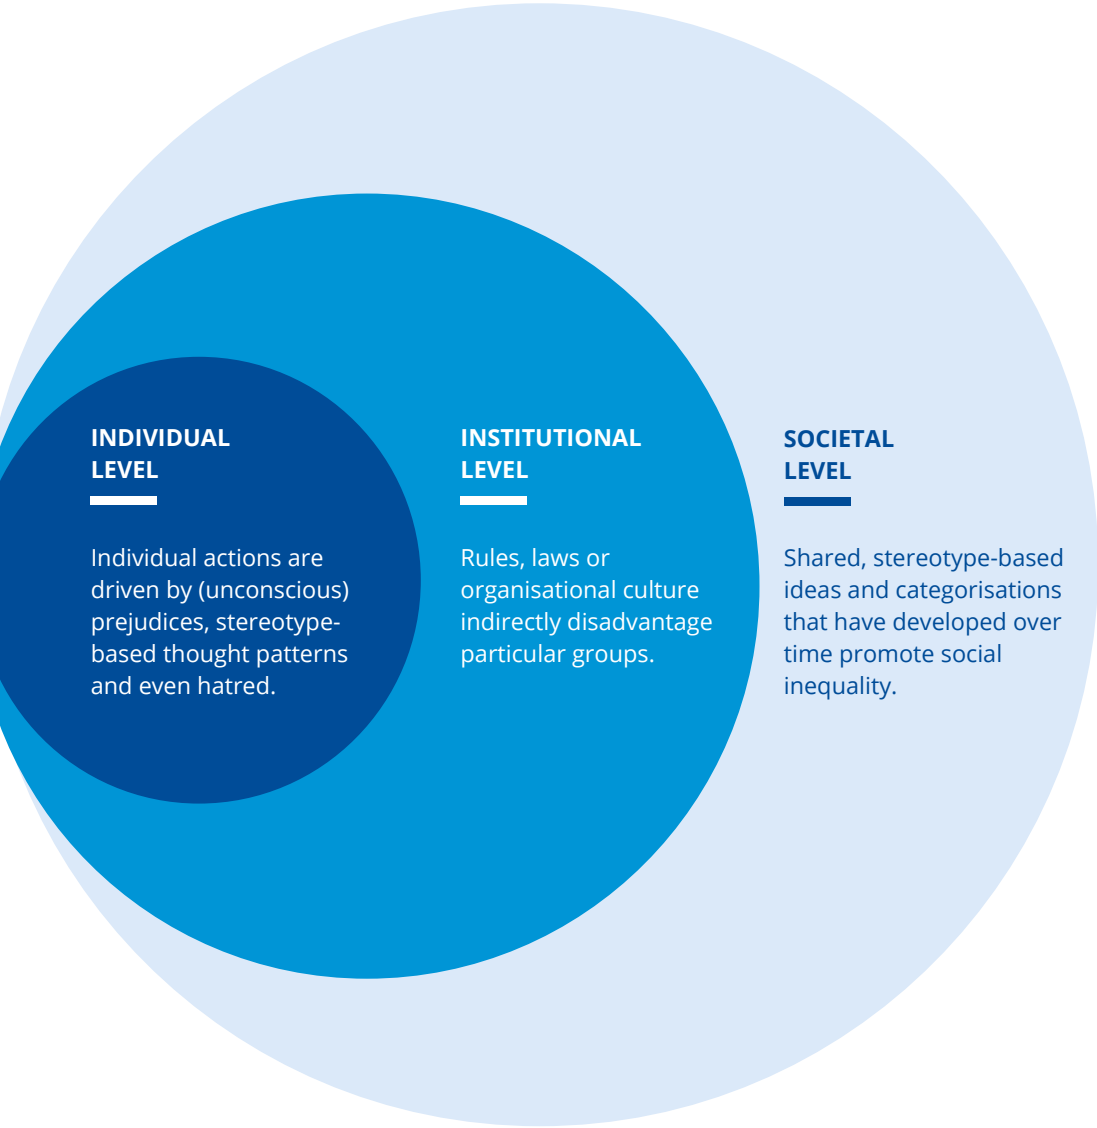 INDIVIDUAL
LEVEL
Individual actions are
driven by (unconscious)
prejudices, stereotype-
based thought patterns
and even hatred.
INSTITUTIONAL
LEVEL
Rules, laws or
organisational culture
indirectly disadvantage
particular groups.
SOCIETAL
LEVEL
Shared, stereotype-based
ideas and categorisations
that have developed over
time promote social
inequality.